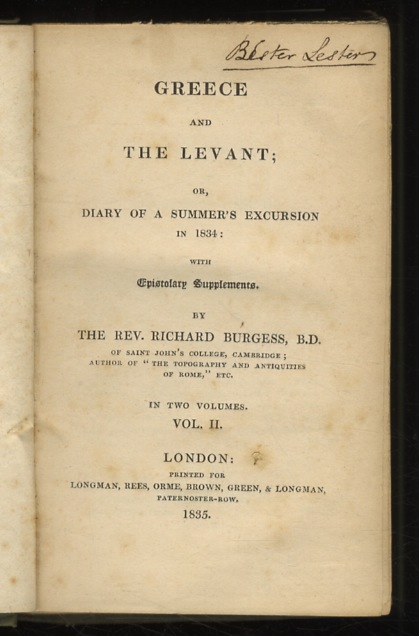 Bester Lester
GREECE
AND
THE LEVANT;
OR,
DIARY OF A SUMMER'S EXCURSION
IN 1834:
WITH
Epistolary Supplements.
BY
THE REV. RICHARD BURGESS, B.D.
OF SAINT JOHN'S COLLEGE, CAMBRIDGE;
AUTHOR OF "THE TOPOGRAPHY AND ANTIQUITIES
OF ROME," ETC.
IN TWO VOLUMES.
VOL. II.
LONDON:
PRINTED FOR
LONGMAN, REES, ORME, BROWN, GREEN, & LONGMAN,
PATERNOSTER-ROW.
1835.